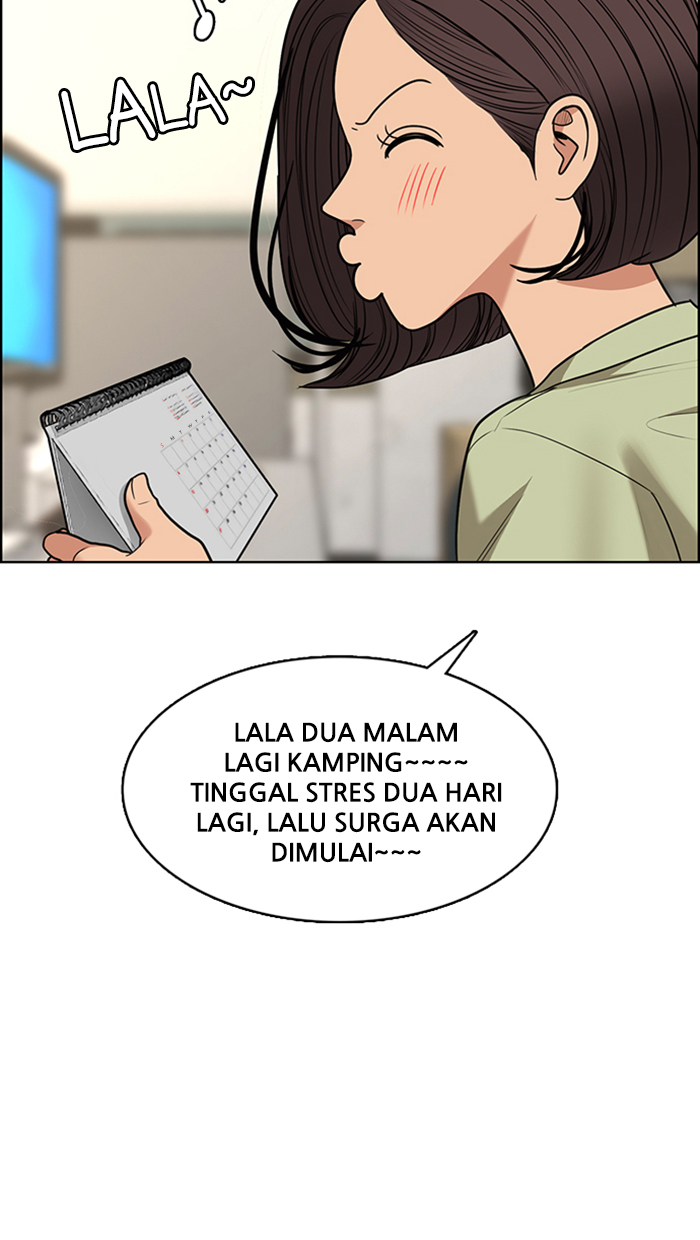 LALA~
LALA DUA MALAM
LAGI KAMPING~~~~
TINGGAL STRES DUA HARI
LAGI, LALU SURGA AKAN
DIMULAI~~~